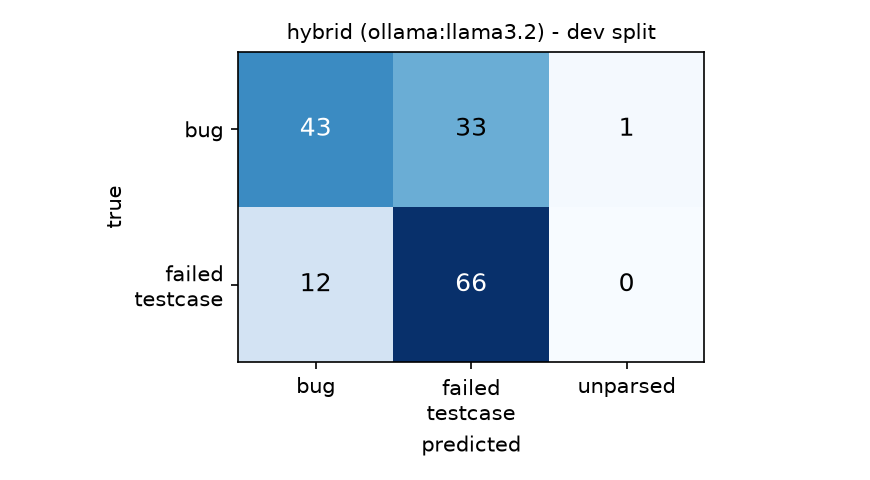 hybrid (ollama:llama3.2) - dev split
true
bug
43
33
1
failed
testcase
12
66
0
bug
failed
testcase
unparsed
predicted